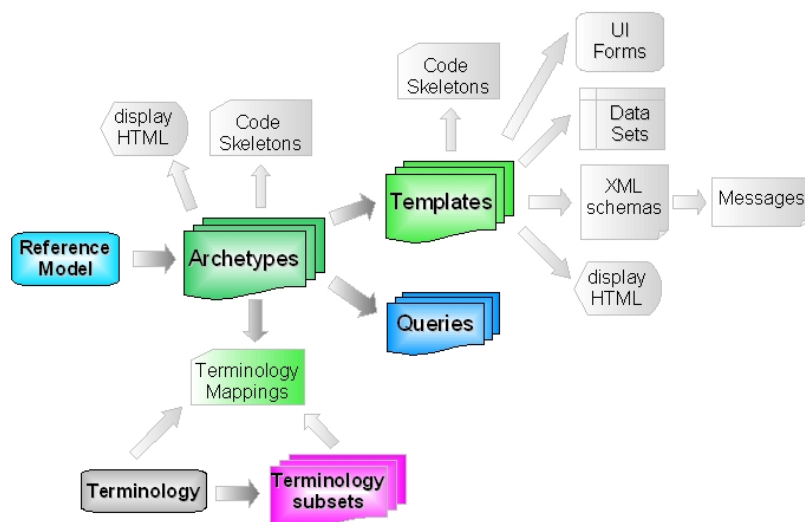 UI
Forms
Code
Skeletons
display
HTML
Code
Skeletons
Data
Sets
Templates
XML
schemas
Messages
Reference
Model
Archetypes
display
HTML
Queries
Terminology
Mappings
Terminology
Terminology
subsets